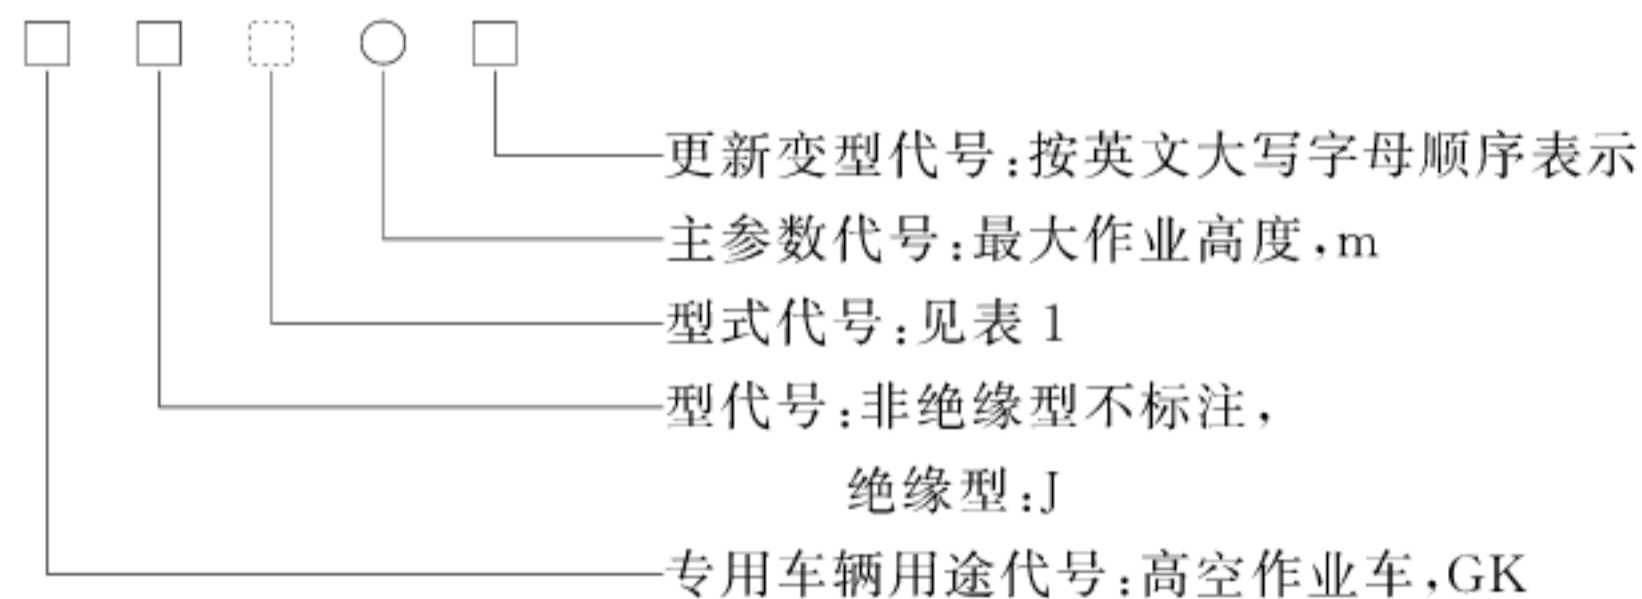 更新变型代号:按英文大写字母顺序表示
主参数代号:最大作业高度,m
型式代号:见表1
型代号:非绝缘型不标注,
绝缘型:J
专用车辆用途代号:高空作业车,GK